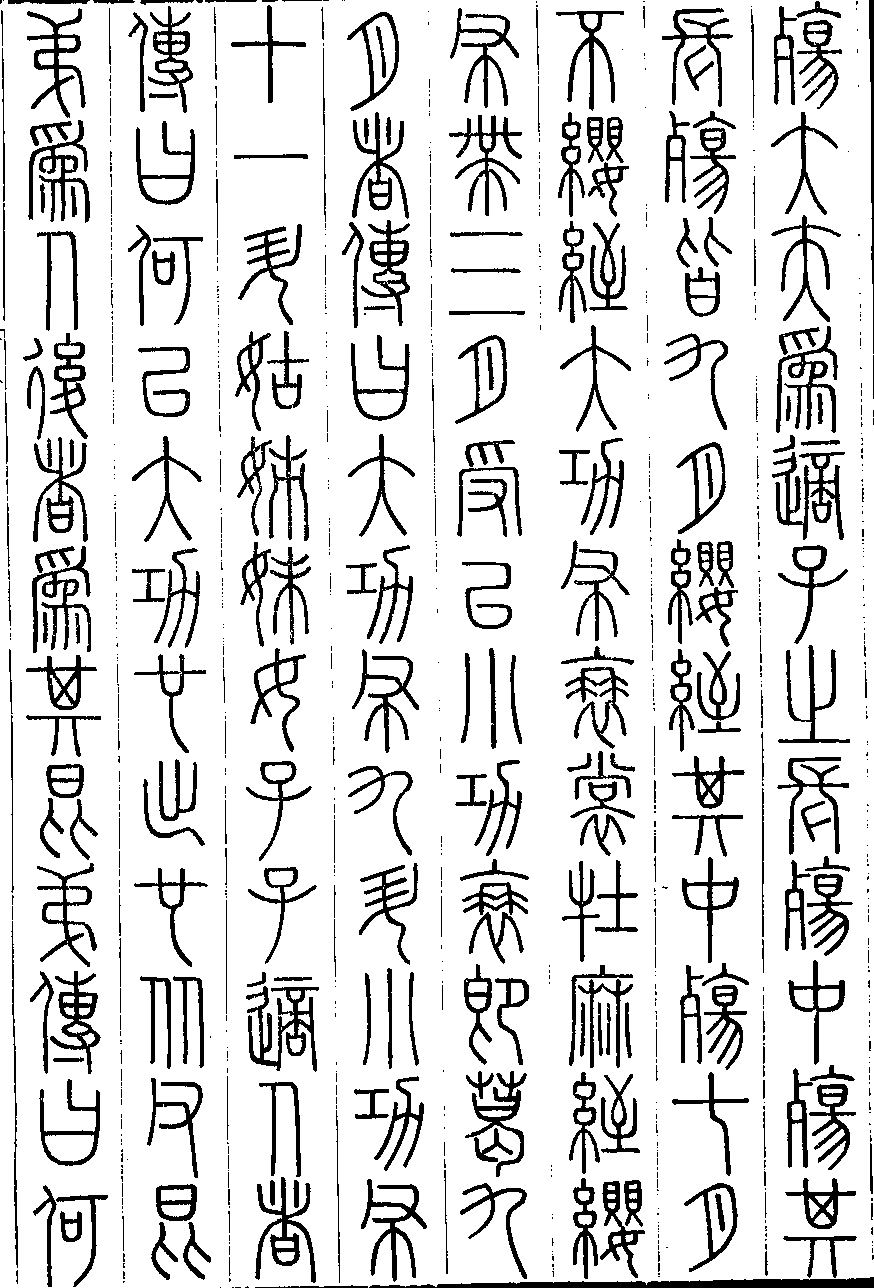 殤大夫爲適子之長殤中殤其
長殤皆九月纓絰其中殤七月
不纓絰大功布衰裳牡麻絰纓
布帶三月受以小功衰即葛九
月者傳曰大功布九升小功布
十一升姑姊妹女子子適人者
傳曰何以大功也出也从父昆
弟爲人後者爲其昆弟傳曰何